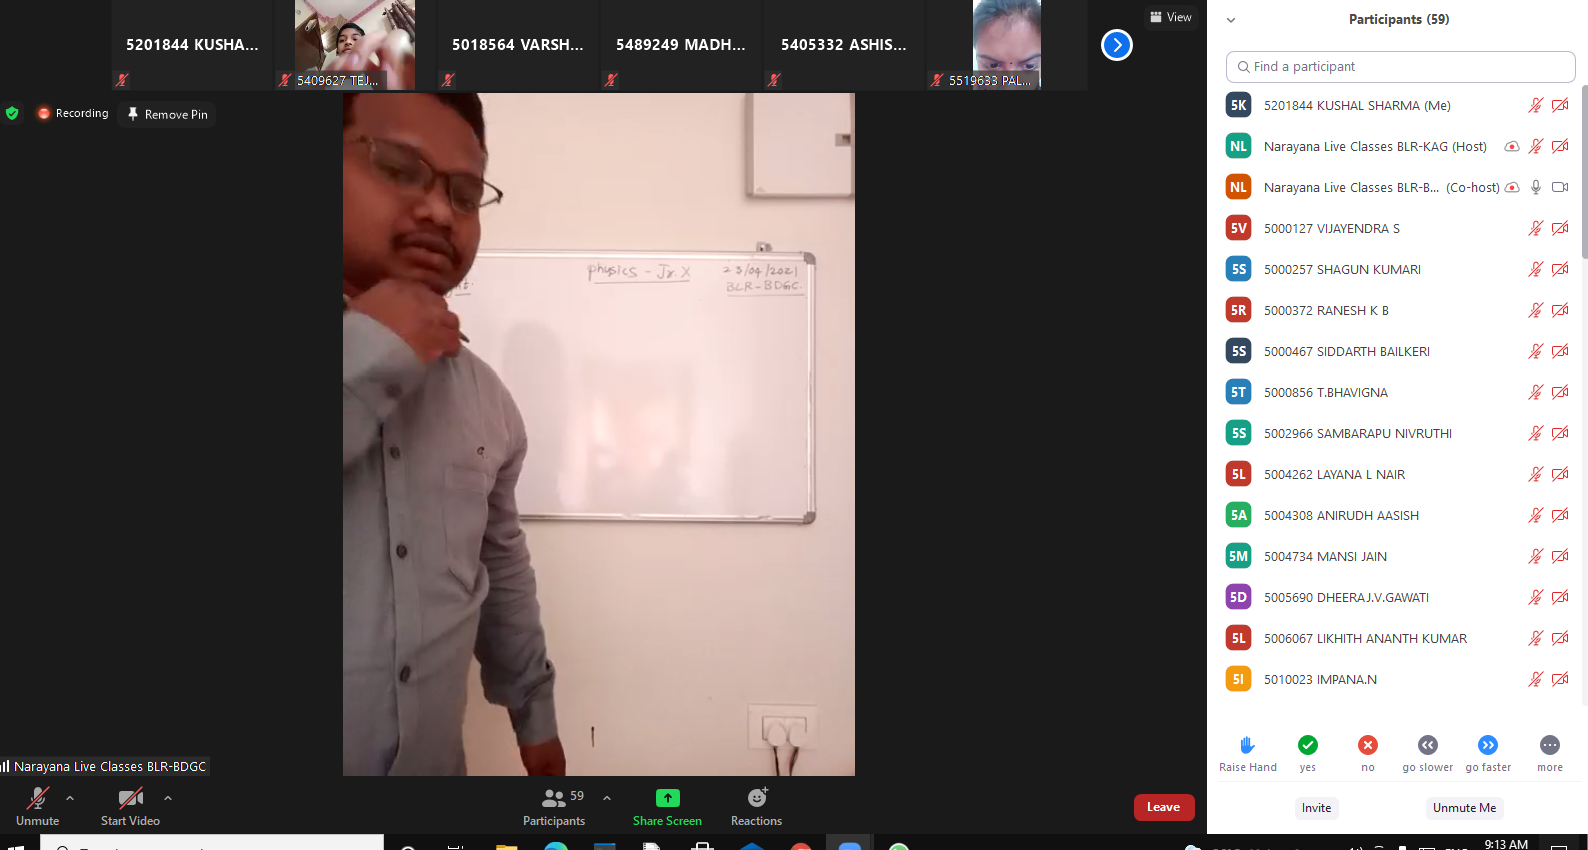 5201844 KUSHA...
5409627 TEJ...
5018564 VARSH...
5489249 MADH...
5405332 ASHIS...
5519633 PAL...
View
Recording
Remove Pin
physics - Jr. X
23/04/2021
BLR-BDGC.
Narayana Live Classes BLR-BDGC
Unmute
Start Video
59
Participants
Share Screen
Reactions
Leave
Participants (59)
Find a participant
5K 5201844 KUSHAL SHARMA (Me)
NL Narayana Live Classes BLR-KAG (Host)
NL Narayana Live Classes BLR-B... (Co-host)
5V 5000127 VIJAYENDRA S
5S 5000257 SHAGUN KUMARI
5R 5000372 RANESH K B
5S 5000467 SIDDARTH BAILKERI
5T 5000856 T.BHAVIGNA
5S 5002966 SAMBARAPU NIVRUTHI
5L 5004262 LAYANA L NAIR
5A 5004308 ANIRUDH AASISH
5M 5004734 MANSI JAIN
5D 5005690 DHEERAJ.V.GAWATI
5L 5006067 LIKHITH ANANTH KUMAR
5I 5010023 IMPANA.N
Raise Hand
yes
no
go slower
go faster
more
Invite
Unmute Me
9:13 AM